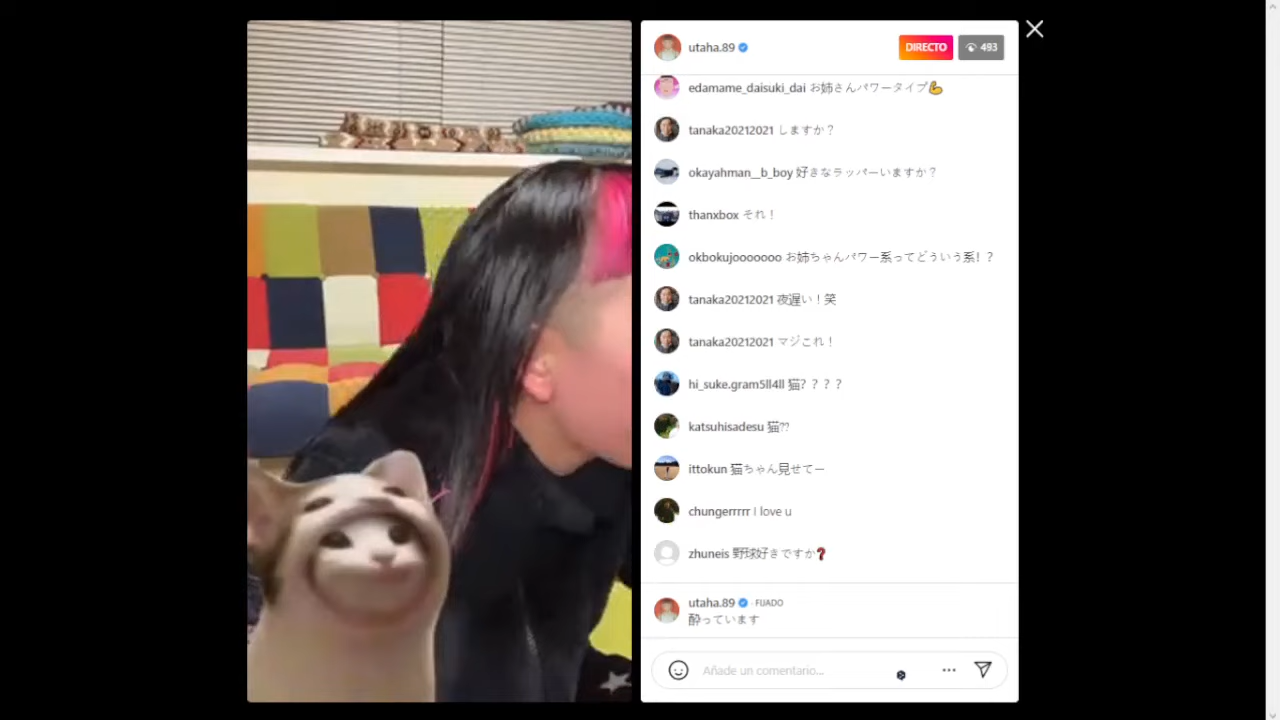 utaha.89
DIRECTO
493
edamame_daisuki_dai お姉さんパワータイプ💪
tanaka20212021 しますか？
okayahman__b_boy 好きなラッパーいますか？
thanxbox それ！
okbokujooooooo お姉ちゃんパワー系ってどういう系！？
tanaka20212021 夜遅い！笑
tanaka20212021 マジこれ！
hi_suke.gram5ll4ll 猫？？？？
katsuhisadesu 猫??
ittokun 猫ちゃん見せてー
chungerrrrr I love u
zhuneis 野球好きですか❓
utaha.89 · FIJADO
酔っています
Añade un comentario...